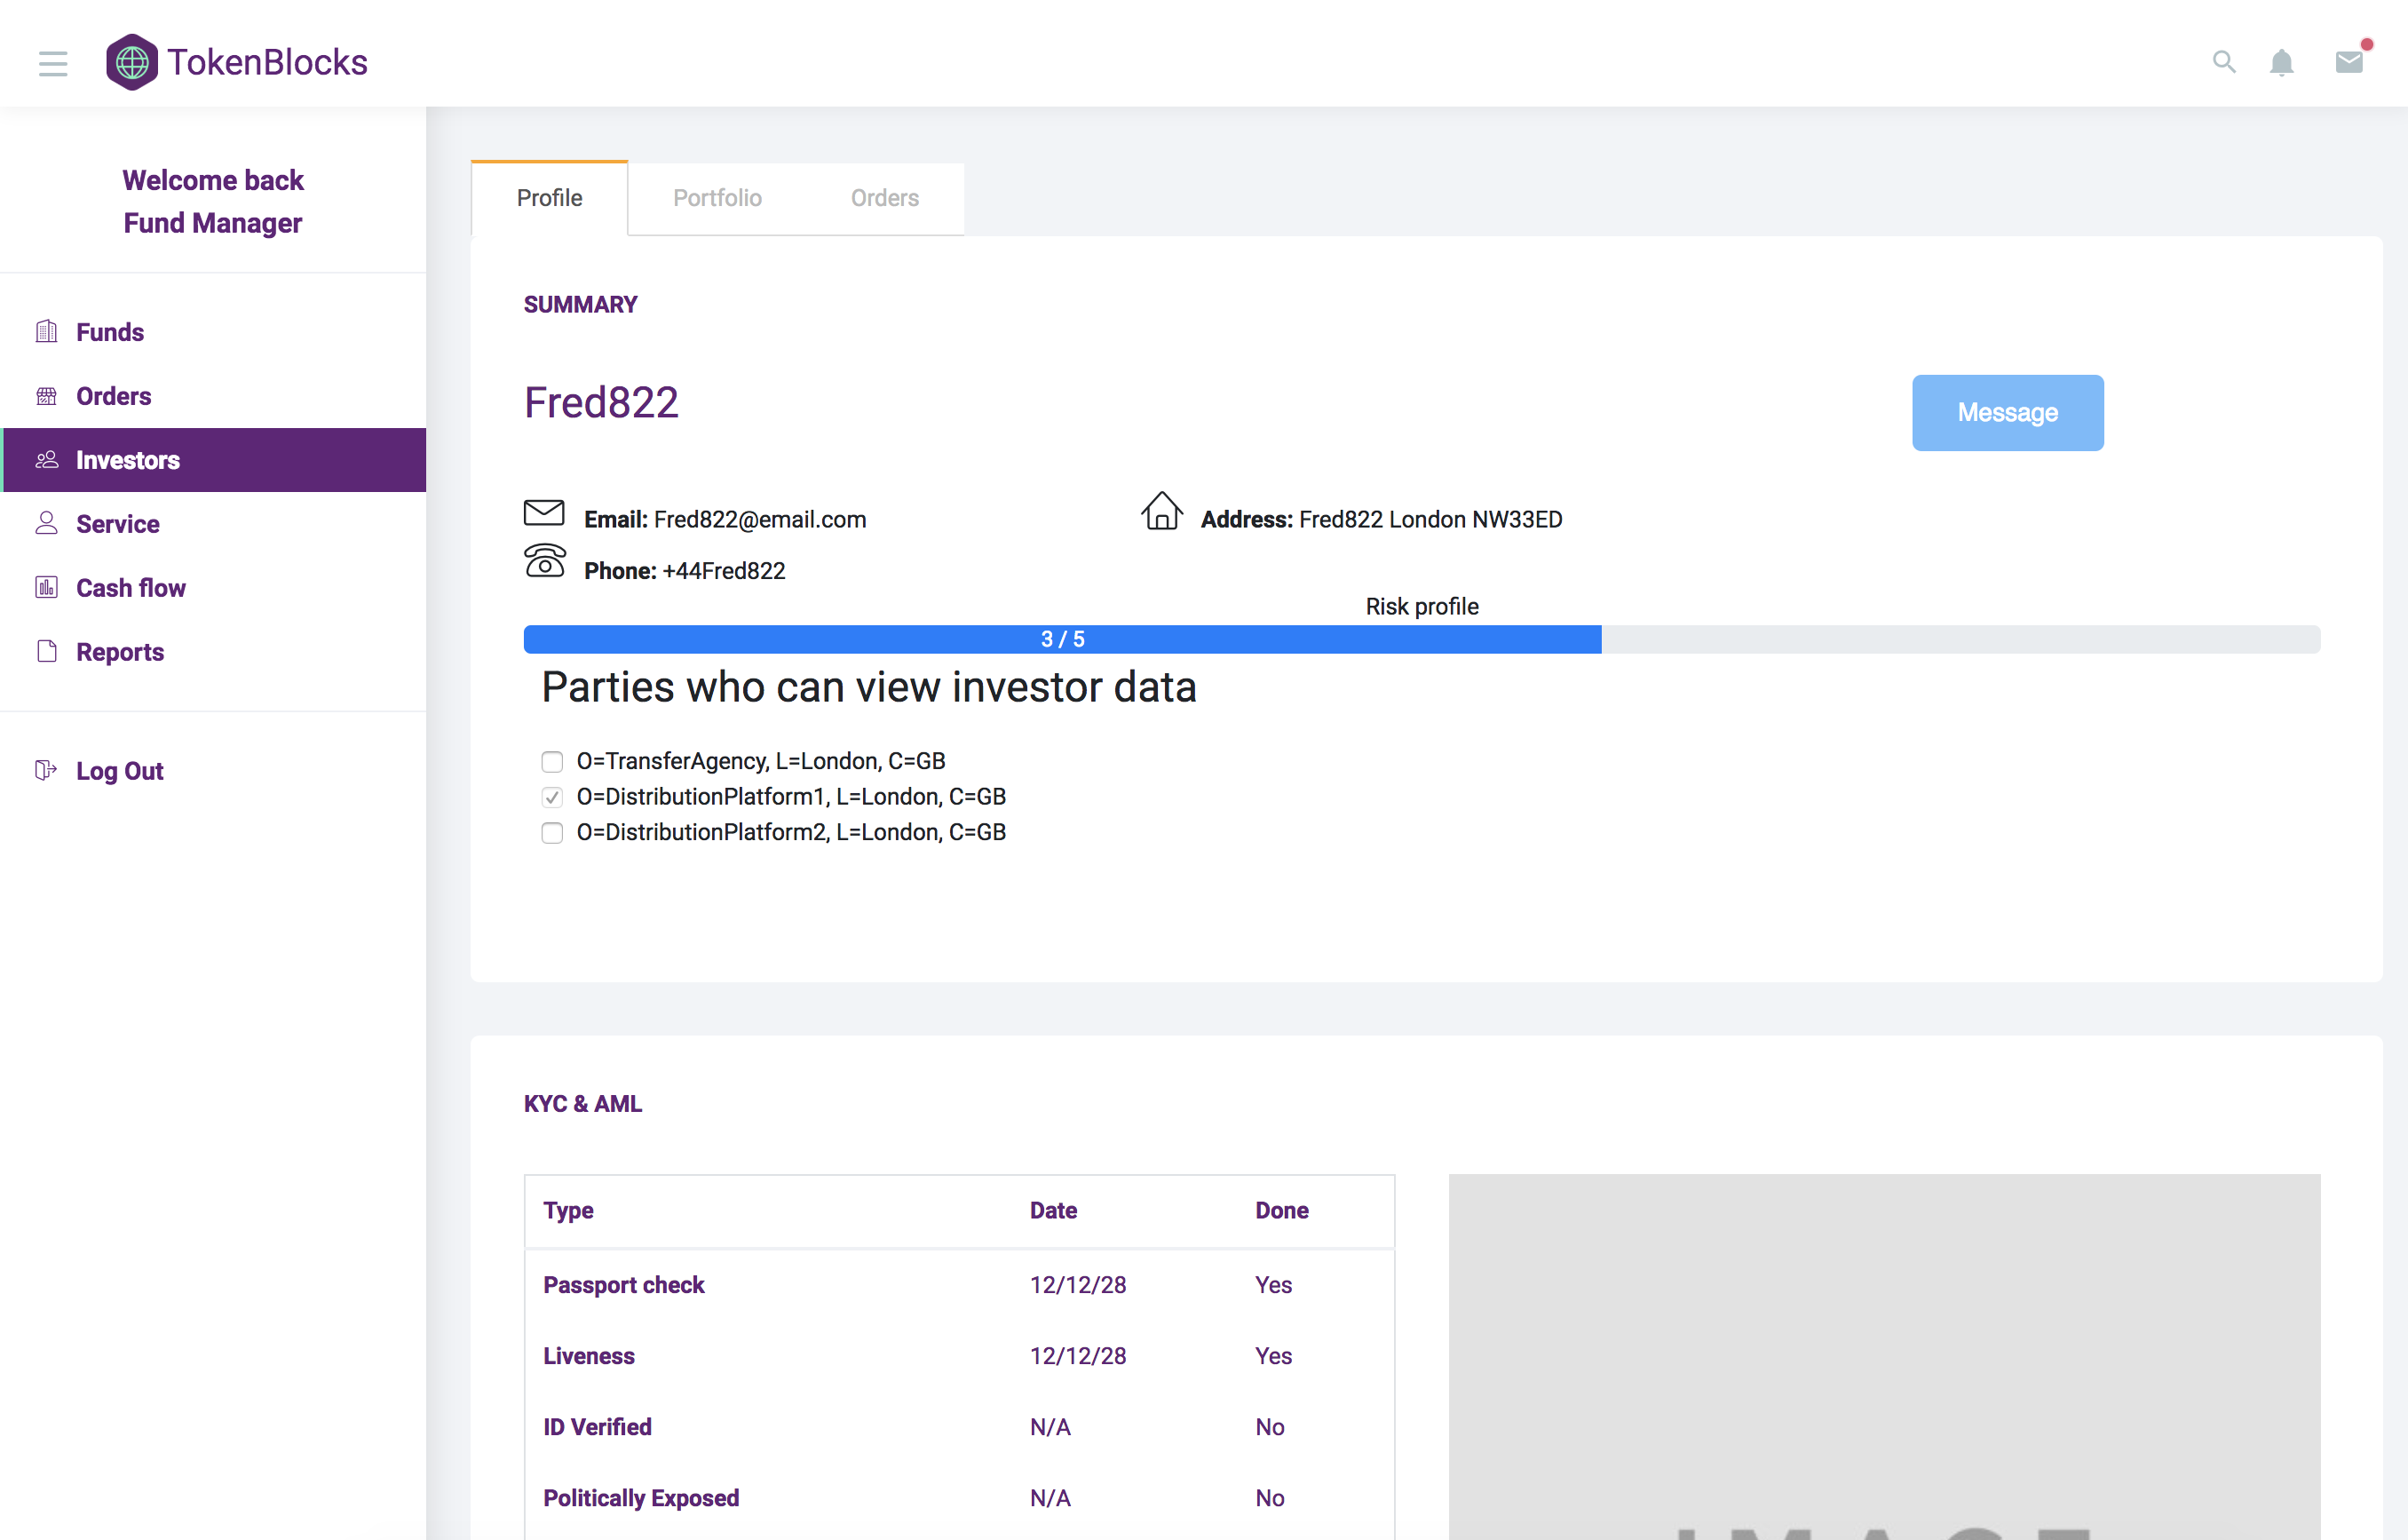 TokenBlocks
Welcome back
Fund Manager
Funds
Orders
Investors
Service
Cash flow
Reports
Log Out
Profile Portfolio Orders
SUMMARY
Fred822
Message
Email: Fred822@email.com
Address: Fred822 London NW33ED
Phone: +44Fred822
Risk profile
3 / 5
Parties who can view investor data
O=TransferAgency, L=London, C=GB
O=DistributionPlatform1, L=London, C=GB
O=DistributionPlatform2, L=London, C=GB
KYC & AML
Type Date Done
Passport check 12/12/28 Yes
Liveness 12/12/28 Yes
ID Verified N/A No
Politically Exposed N/A No